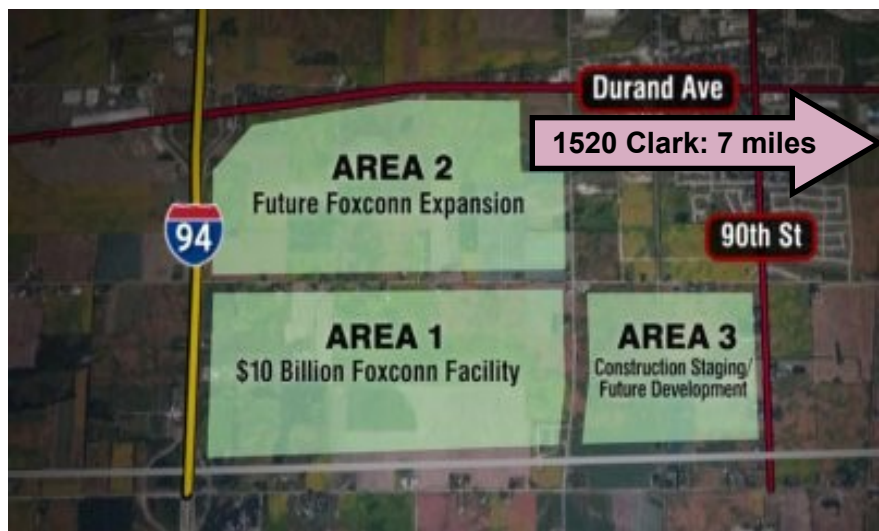 Durand Ave
1520 Clark: 7 miles
AREA 2
Future Foxconn Expansion
94
90th St
AREA 1
$10 Billion Foxconn Facility
AREA 3
Construction Staging/
Future Development